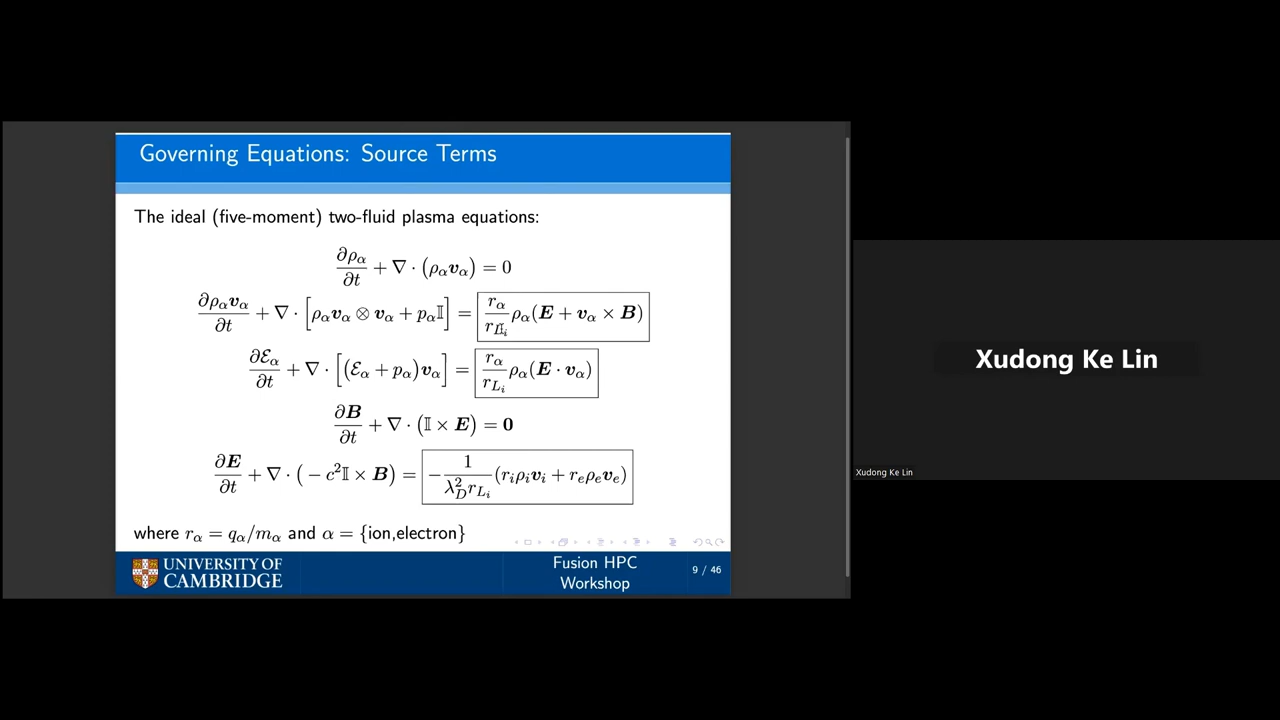 Governing Equations: Source Terms
The ideal (five-moment) two-fluid plasma equations:
∂ρ_α/∂t + ∇ · (ρ_α v_α) = 0
∂ρ_α v_α/∂t + ∇ · [ρ_α v_α ⊗ v_α + p_α 𝕀] = r_α/r_{L_i} ρ_α(E + v_α × B)
∂ℰ_α/∂t + ∇ · [(ℰ_α + p_α)v_α] = r_α/r_{L_i} ρ_α(E · v_α)
∂B/∂t + ∇ · (𝕀 × E) = 0
∂E/∂t + ∇ · (− c²𝕀 × B) = − 1/(λ_D² r_{L_i}) (r_i ρ_i v_i + r_e ρ_e v_e)
where r_α = q_α/m_α and α = {ion,electron}
UNIVERSITY OF
CAMBRIDGE
Fusion HPC
Workshop
9 / 46
Xudong Ke Lin
Xudong Ke Lin